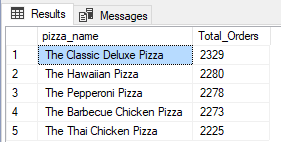 Results Messages
pizza_name Total_Orders
1 The Classic Deluxe Pizza 2329
2 The Hawaiian Pizza 2280
3 The Pepperoni Pizza 2278
4 The Barbecue Chicken Pizza 2273
5 The Thai Chicken Pizza 2225